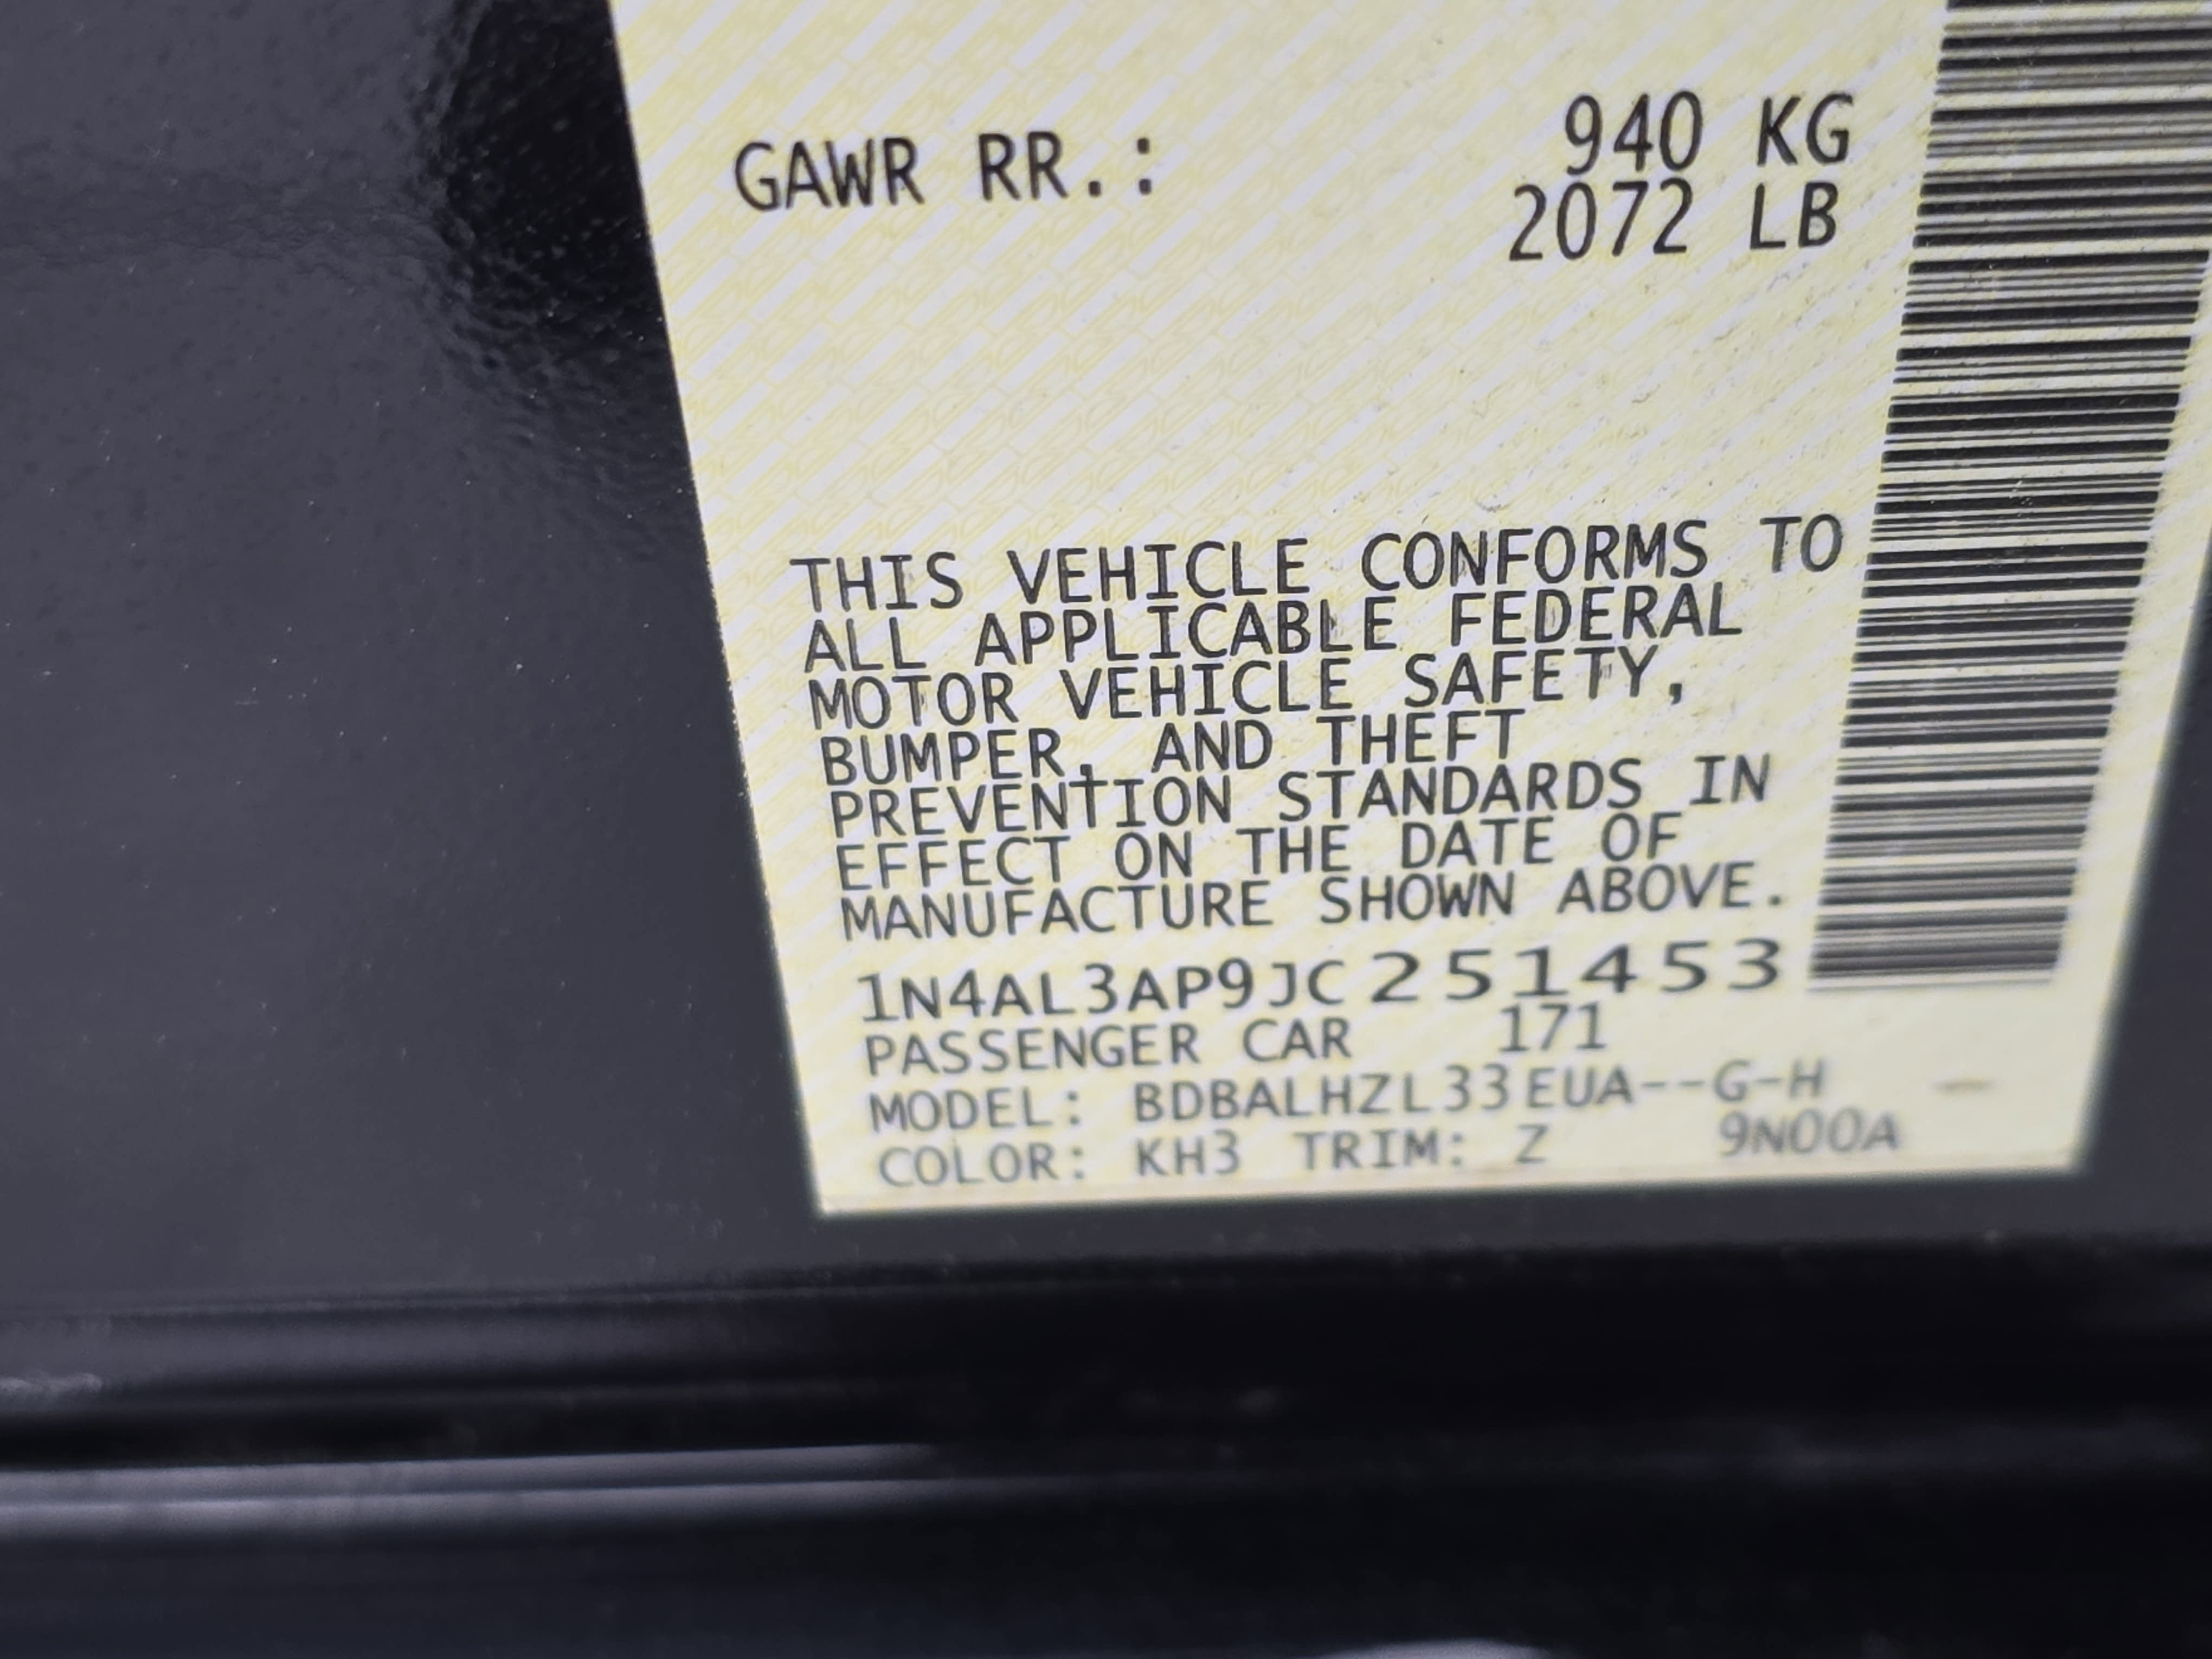 GAWR RR.: 940 KG
2072 LB
THIS VEHICLE CONFORMS TO
ALL APPLICABLE FEDERAL
MOTOR VEHICLE SAFETY,
BUMPER, AND THEFT
PREVENTION STANDARDS IN
EFFECT ON THE DATE OF
MANUFACTURE SHOWN ABOVE.
1N4AL3AP9JC251453
PASSENGER CAR 171
MODEL: BDBALHZL33EUA--G-H -
COLOR: KH3 TRIM: Z 9N00A